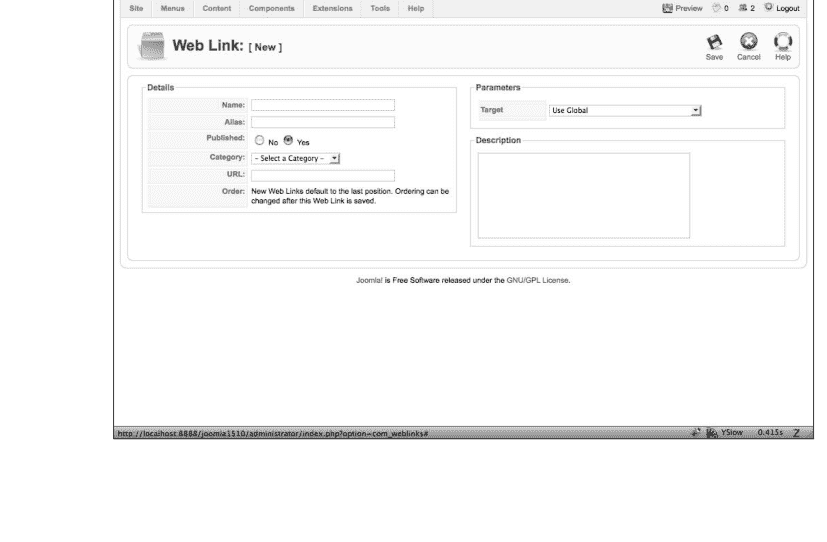 Site Menus Content Components Extensions Tools Help Preview 0 2 Logout
Web Link: [ New ]
Save Cancel Help
Details
Name:
Alias:
Published: No Yes
Category: - Select a Category -
URL:
Order: New Web Links default to the last position. Ordering can be
changed after this Web Link is saved.
Parameters
Target Use Global
Description
Joomla! is Free Software released under the GNU/GPL License.
http://localhost:8888/joomla1510/administrator/index.php?option=com_weblinks# YSlow 0.415s Z